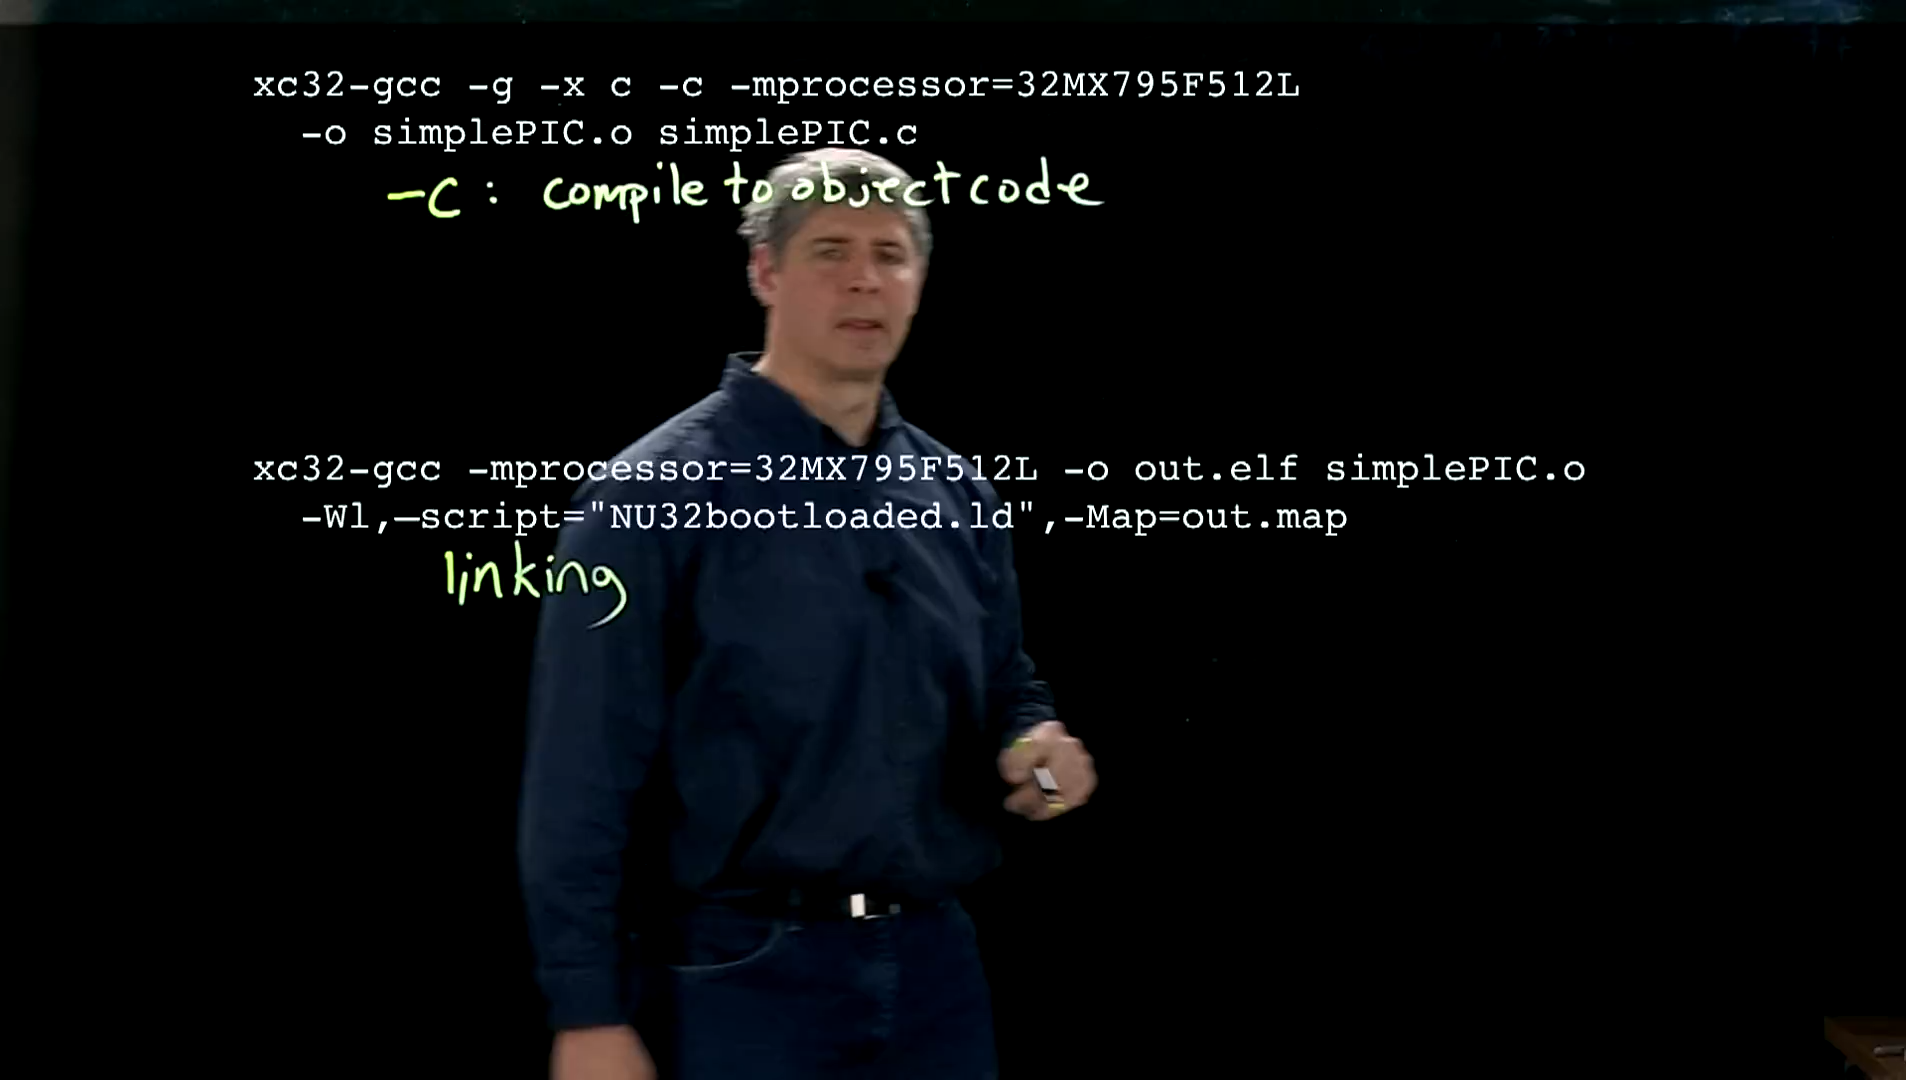 xc32-gcc -g -x c -c -mprocessor=32MX795F512L
-o simplePIC.o simplePIC.c
-c : compile to object code
xc32-gcc -mprocessor=32MX795F512L -o out.elf simplePIC.o
-Wl,—script="NU32bootloaded.ld",-Map=out.map
linking